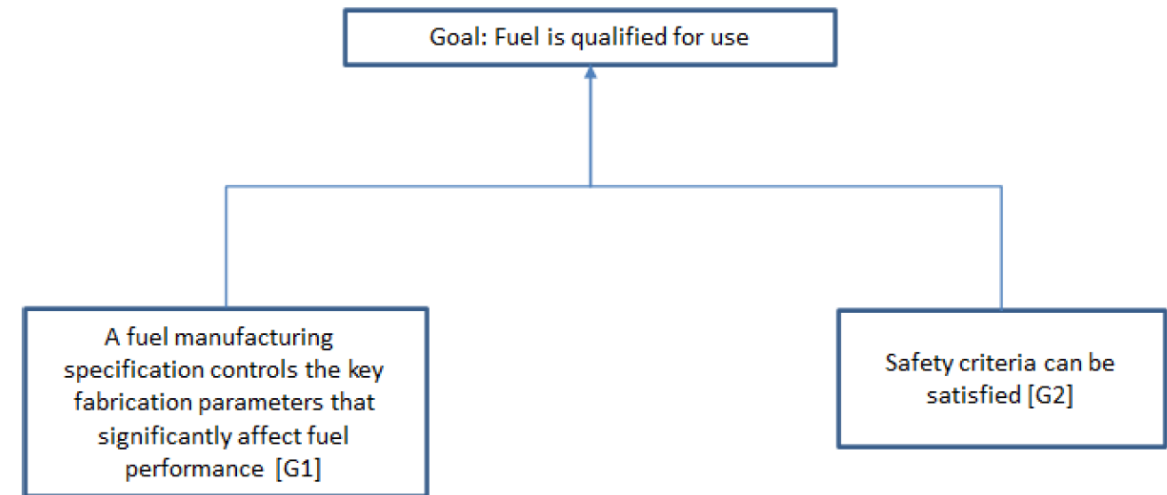 Goal: Fuel is qualified for use
A fuel manufacturing
specification controls the key
fabrication parameters that
significantly affect fuel
performance [G1]
Safety criteria can be
satisfied [G2]